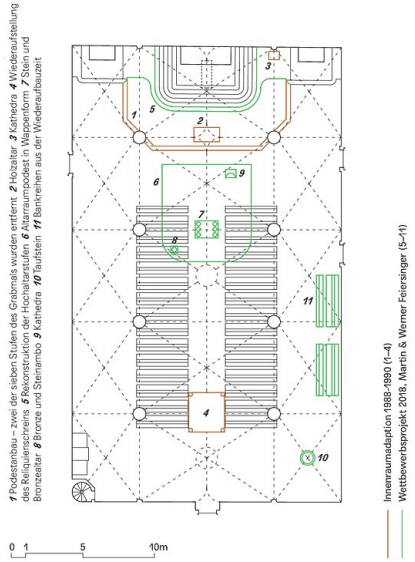 1 Podestanbau – zwei der sieben Stufen des Grabmals wurden entfernt 2 Holzaltar 3 Kathedra 4 Wiederaufstellung
des Reliquienschreins 5 Rekonstruktion der Hochaltarstufen 6 Altarraumpodest in Wappenform 7 Stein und
Bronzealtar 8 Bronze und Steinambo 9 Kathedra 10 Taufstein 11 Bankreihen aus der Wiederaufbauzeit
3
1
5
2
6
9
7
8
11
4
10
0 1 5 10m
Innenraumadaption 1988-1990 (1–4)
Wettbewerbsprojekt 2018, Martin & Werner Feiersinger (5–11)